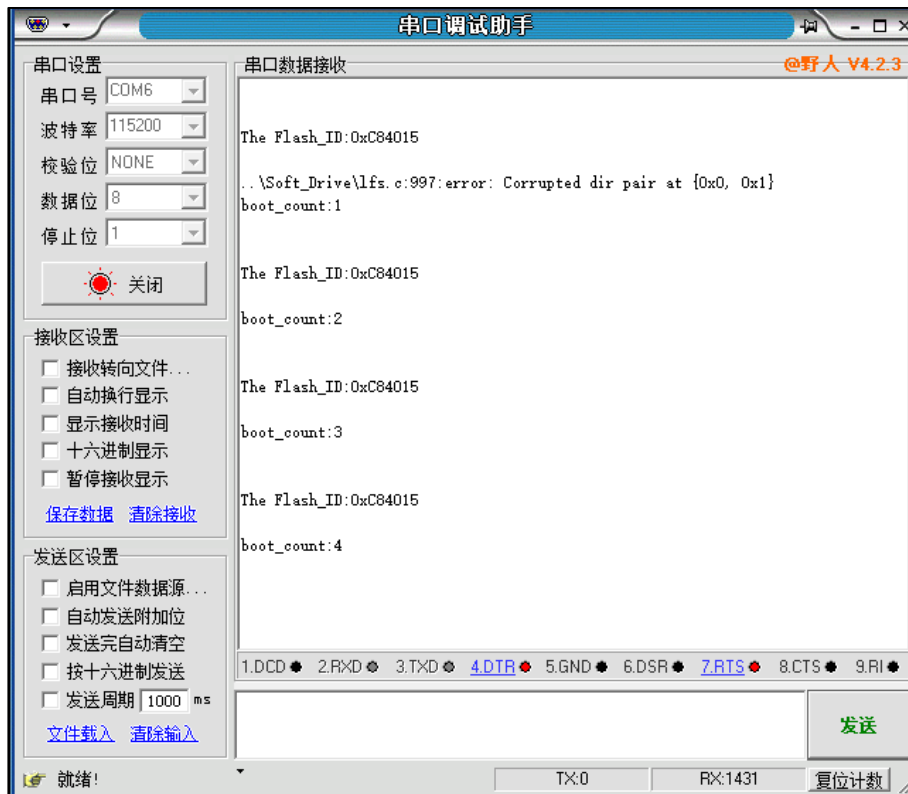 串口调试助手
串口设置
串口号 COM6
波特率 115200
校验位 NONE
数据位 8
停止位 1
关闭
接收区设置
接收转向文件...
自动换行显示
显示接收时间
十六进制显示
暂停接收显示
保存数据 清除接收
发送区设置
启用文件数据源...
自动发送附加位
发送完自动清空
按十六进制发送
发送周期 1000 ms
文件载入 清除输入
串口数据接收 @野人 V4.2.3
The Flash_ID:0xC84015
..\Soft_Drive\lfs.c:997:error: Corrupted dir pair at {0x0, 0x1}
boot_count:1
The Flash_ID:0xC84015
boot_count:2
The Flash_ID:0xC84015
boot_count:3
The Flash_ID:0xC84015
boot_count:4
1.DCD 2.RXD 3.TXD 4.DTR 5.GND 6.DSR 7.RTS 8.CTS 9.RI
发送
就绪! TX:0 RX:1431 复位计数